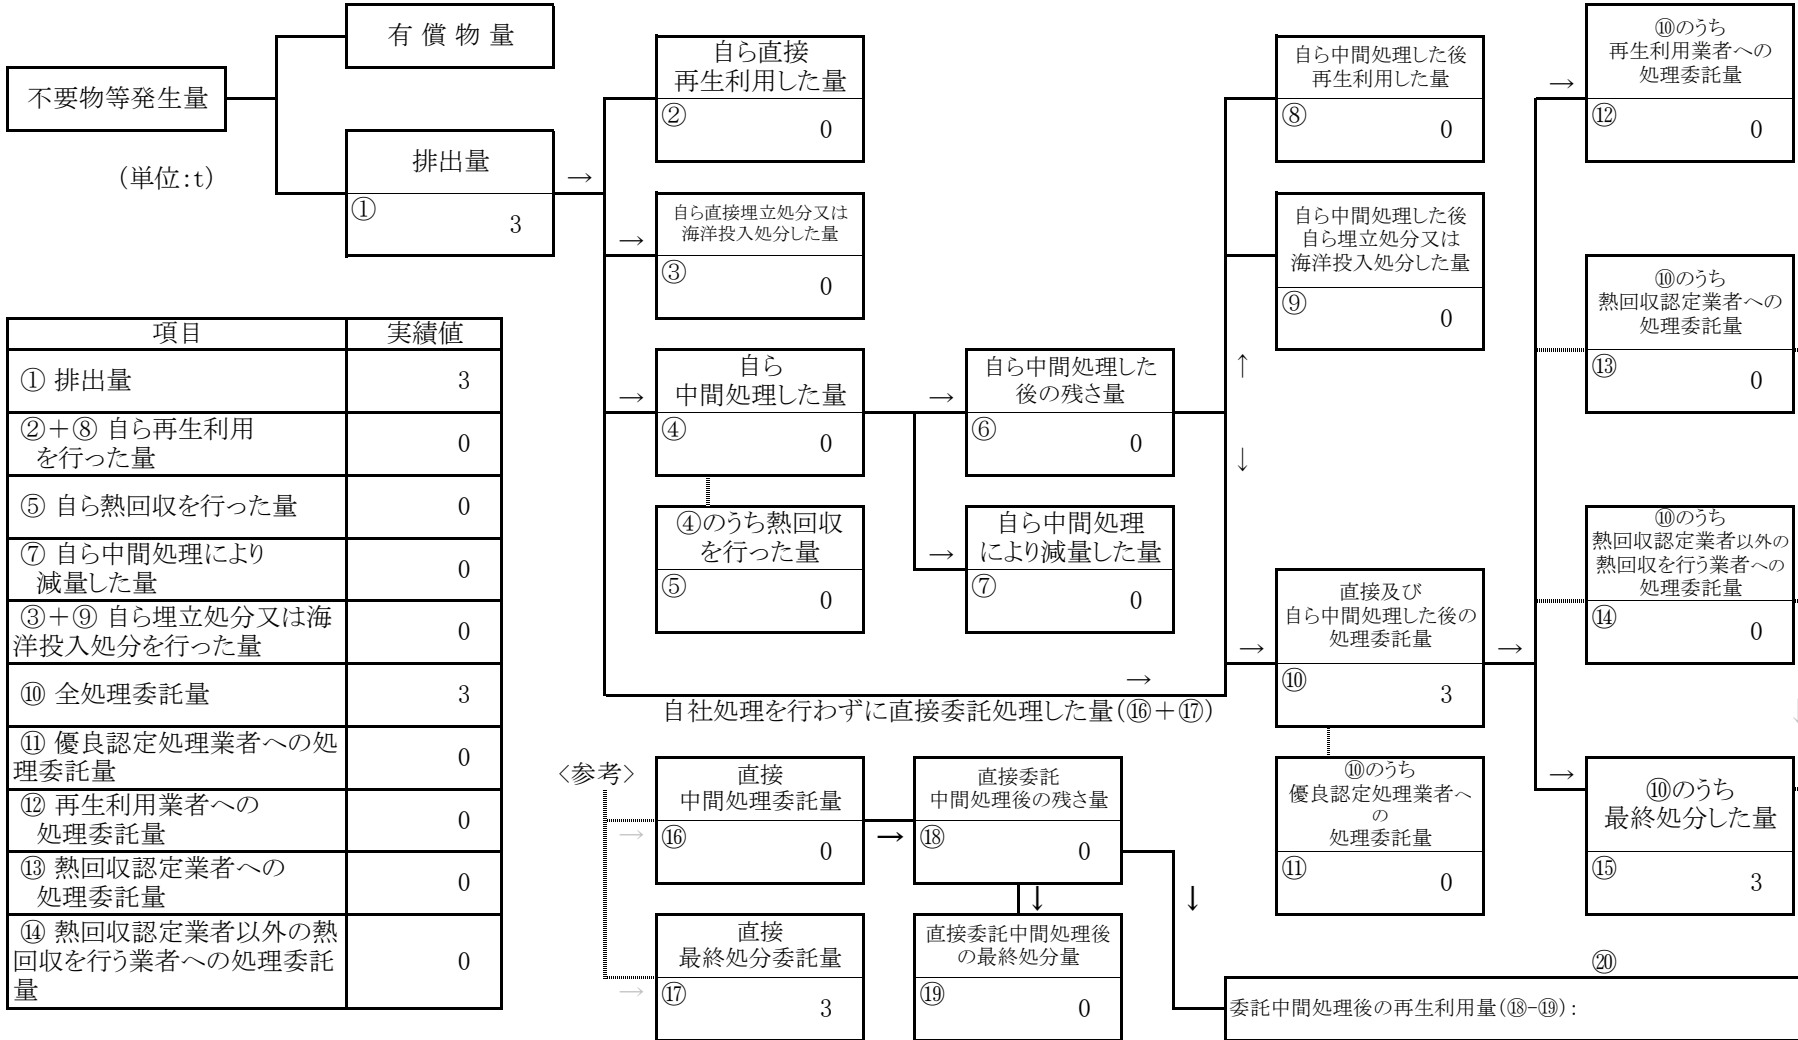 有 償 物 量
不要物等発生量
(単位:t)
排出量
①
3
→
自ら直接
再生利用した量
②
0
→
自ら直接埋立処分又は
海洋投入処分した量
③
0
→
自ら
中間処理した量
④
0
④のうち熱回収
を行った量
⑤
0
→
自ら中間処理した
後の残さ量
⑥
0
→
自ら中間処理
により減量した量
⑦
0
自ら中間処理した後
再生利用した量
⑧
0
自ら中間処理した後
自ら埋立処分又は
海洋投入処分した量
⑨
0
↑
↓
→
直接及び
自ら中間処理した後の
処理委託量
⑩
3
→
⑩のうち
優良認定処理業者へ
の
処理委託量
⑪
0
→
⑩のうち
再生利用業者への
処理委託量
⑫
0
⑩のうち
熱回収認定業者への
処理委託量
⑬
0
⑩のうち
熱回収認定業者以外の
熱回収を行う業者への
処理委託量
⑭
0
→
⑩のうち
最終処分した量
⑮
3
→
自社処理を行わずに直接委託処理した量(⑯+⑰)
項目 実績値
① 排出量 3
②+⑧ 自ら再生利用
を行った量 0
⑤ 自ら熱回収を行った量 0
⑦ 自ら中間処理により
減量した量 0
③+⑨ 自ら埋立処分又は海
洋投入処分を行った量 0
⑩ 全処理委託量 3
⑪ 優良認定処理業者への処
理委託量 0
⑫ 再生利用業者への
処理委託量 0
⑬ 熱回収認定業者への
処理委託量 0
⑭ 熱回収認定業者以外の熱
回収を行う業者への処理委託
量 0
<参考>
→
直接
中間処理委託量
⑯
0
→
直接委託
中間処理後の残さ量
⑱
0
↓
↓
→
直接
最終処分委託量
⑰
3
直接委託中間処理後
の最終処分量
⑲
0
⑳
委託中間処理後の再生利用量(⑱-⑲):